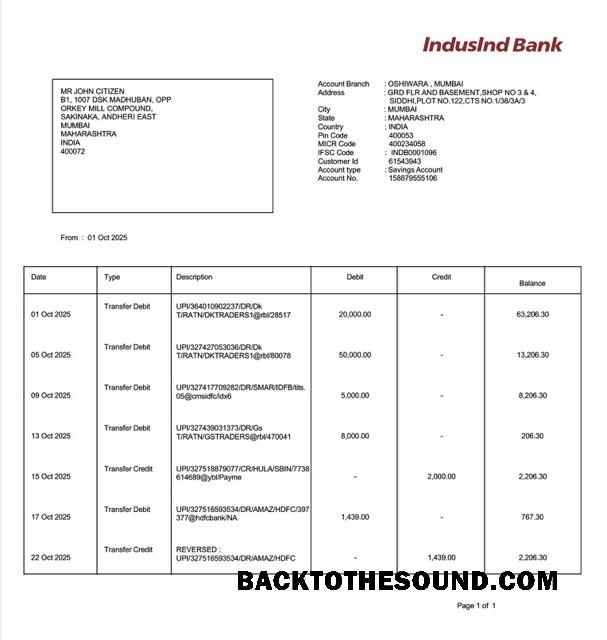 IndusInd Bank
MR JOHN CITIZEN
B1, 1007 DSK MADHUBAN, OPP
ORKEY MILL COMPOUND,
SAKINAKA, ANDHERI EAST
MUMBAI
MAHARASHTRA
INDIA
400072
Account Branch : OSHIWARA , MUMBAI
Address : GRD FLR AND BASEMENT,SHOP NO 3 & 4,
SIDDHI,PLOT NO.122,CTS NO.1/38/3A/3
City : MUMBAI
State : MAHARASHTRA
Country : INDIA
Pin Code 400053
MICR Code : 400234058
IFSC Code : INDB0001096
Customer Id 61543943
Account type : Savings Account
Account No. 158879555106
From : 01 Oct 2025
Date Type Description Debit Credit Balance
01 Oct 2025 Transfer Debit UPI/364010902237/DR/Dk 20,000.00 - 63,206.30
T/RATN/DKTRADERS1@rbl/28517
05 Oct 2025 Transfer Debit UPI/327427053036/DR/Dk 50,000.00 - 13,206.30
T/RATN/DKTRADERS1@rbl/80078
09 Oct 2025 Transfer Debit UPI/327417709282/DR/SMAR/IDFB/tits. 5,000.00 - 8,206.30
05@cmsidfc/idx6
13 Oct 2025 Transfer Debit UPI/327439031373/DR/Gs 8,000.00 - 206.30
T/RATN/GSTRADERS@rbl/470041
15 Oct 2025 Transfer Credit UPI/327518879077/CR/HULA/SBIN/7738 - 2,000.00 2,206.30
614689@ybl/Payme
17 Oct 2025 Transfer Debit UPI/327516593534/DR/AMAZ/HDFC/397 1,439.00 - 767.30
377@hdfcbank/NA
22 Oct 2025 Transfer Credit REVERSED : - 1,439.00 2,206.30
UPI/327516593534/DR/AMAZ/HDFC
BACKTOTHESOUND.COM
Page 1 of 1